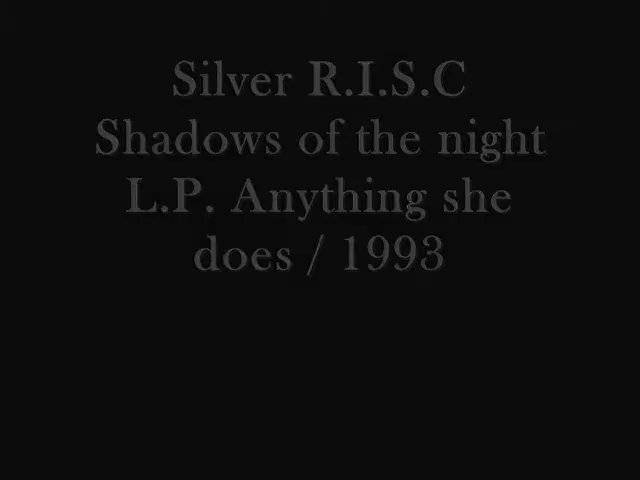 Silver R.I.S.C
Shadows of the night
L.P. Anything she
does / 1993